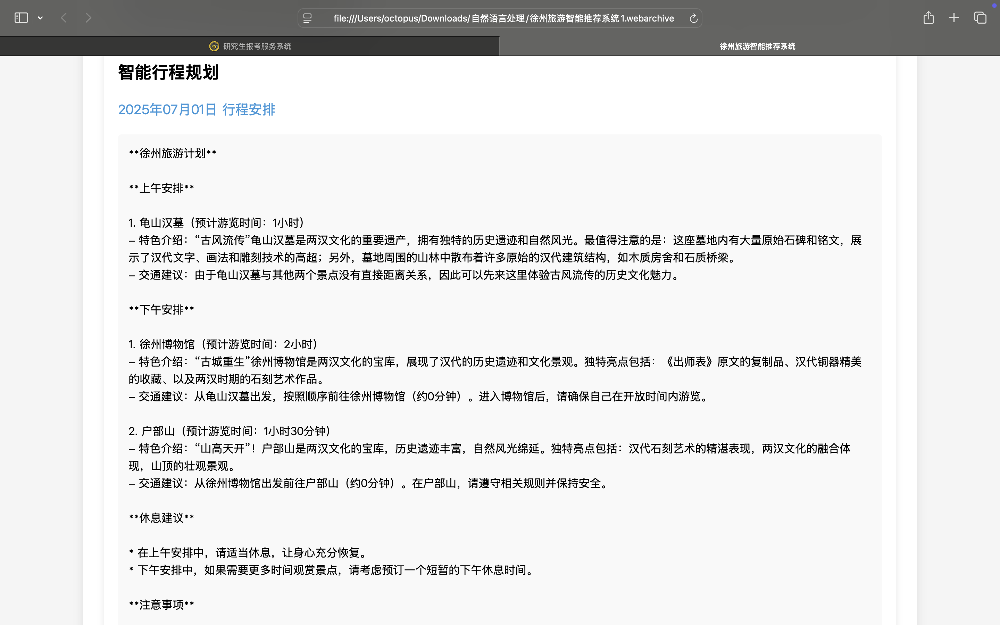 file:///Users/octopus/Downloads/自然语言处理/徐州旅游智能推荐系统1.webarchive
研究生报考服务系统
徐州旅游智能推荐系统
智能行程规划
2025年07月01日 行程安排
**徐州旅游计划**
**上午安排**
1. 龟山汉墓（预计游览时间：1小时）
– 特色介绍：“古风流传”龟山汉墓是两汉文化的重要遗产，拥有独特的历史遗迹和自然风光。最值得注意的是：这座墓地内有大量原始石碑和铭文，展
示了汉代文字、画法和雕刻技术的高超；另外，墓地周围的山林中散布着许多原始的汉代建筑结构，如木质房舍和石质桥梁。
– 交通建议：由于龟山汉墓与其他两个景点没有直接距离关系，因此可以先来这里体验古风流传的历史文化魅力。
**下午安排**
1. 徐州博物馆（预计游览时间：2小时）
– 特色介绍：“古城重生”徐州博物馆是两汉文化的宝库，展现了汉代的历史遗迹和文化景观。独特亮点包括：《出师表》原文的复制品、汉代铜器精美
的收藏、以及两汉时期的石刻艺术作品。
– 交通建议：从龟山汉墓出发，按照顺序前往徐州博物馆（约0分钟）。进入博物馆后，请确保自己在开放时间内游览。
2. 户部山（预计游览时间：1小时30分钟）
– 特色介绍：“山高天开”！户部山是两汉文化的宝库，历史遗迹丰富，自然风光绵延。独特亮点包括：汉代石刻艺术的精湛表现，两汉文化的融合体
现，山顶的壮观景观。
– 交通建议：从徐州博物馆出发前往户部山（约0分钟）。在户部山，请遵守相关规则并保持安全。
**休息建议**
* 在上午安排中，请适当休息，让身心充分恢复。
* 下午安排中，如果需要更多时间观赏景点，请考虑预订一个短暂的下午休息时间。
**注意事项**